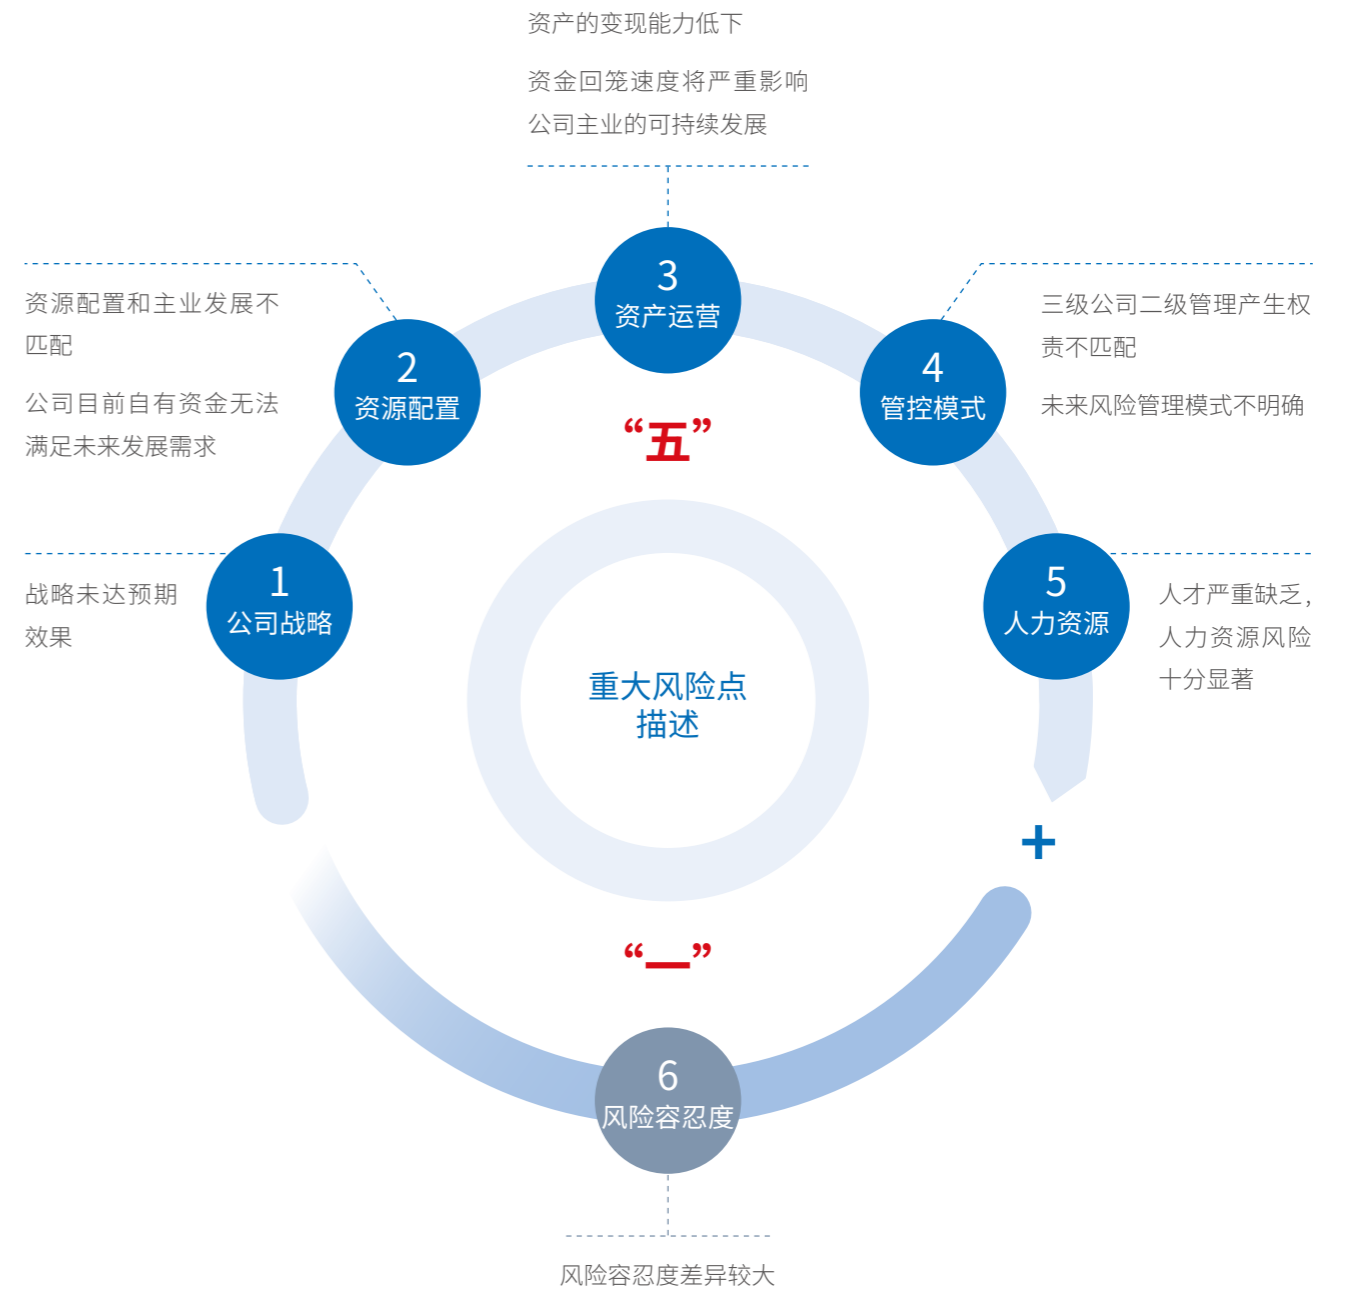 资产的变现能力低下
资金回笼速度将严重影响
公司主业的可持续发展
3
资产运营
资源配置和主业发展不
匹配
公司目前自有资金无法
满足未来发展需求
2
资源配置
4
管控模式
三级公司二级管理产生权
责不匹配
未来风险管理模式不明确
“五”
战略未达预期
效果
1
公司战略
5
人力资源
人才严重缺乏，
人力资源风险
十分显著
重大风险点
描述
+
“一”
6
风险容忍度
风险容忍度差异较大